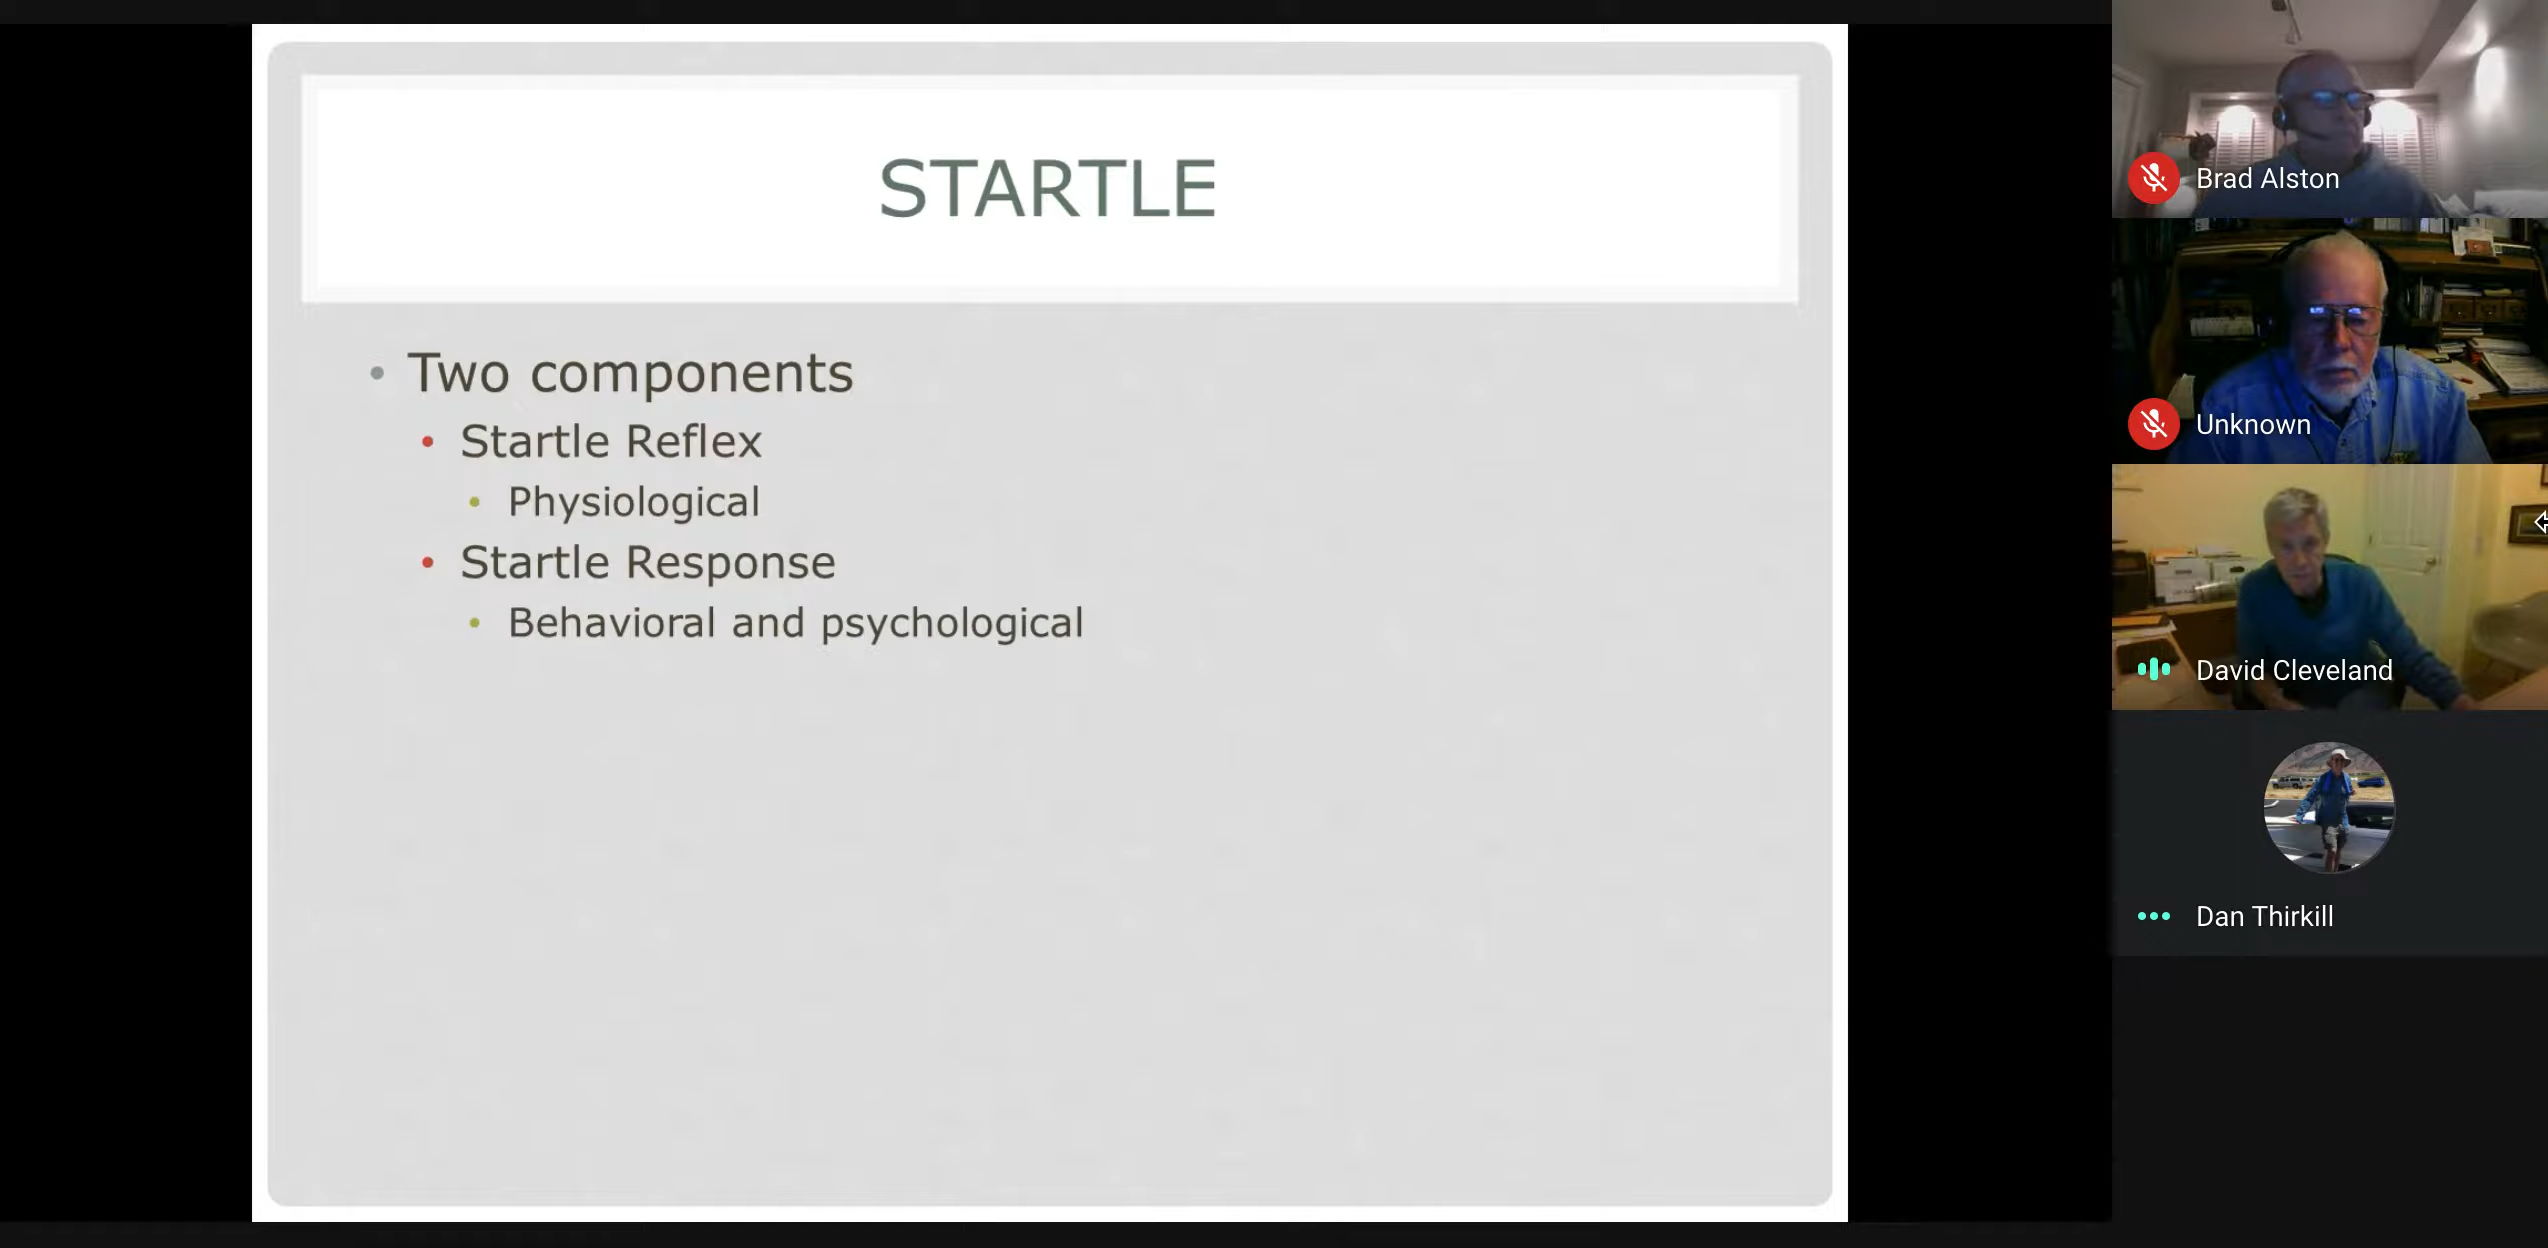 STARTLE
• Two components
• Startle Reflex
• Physiological
• Startle Response
• Behavioral and psychological
Brad Alston
Unknown
David Cleveland
Dan Thirkill